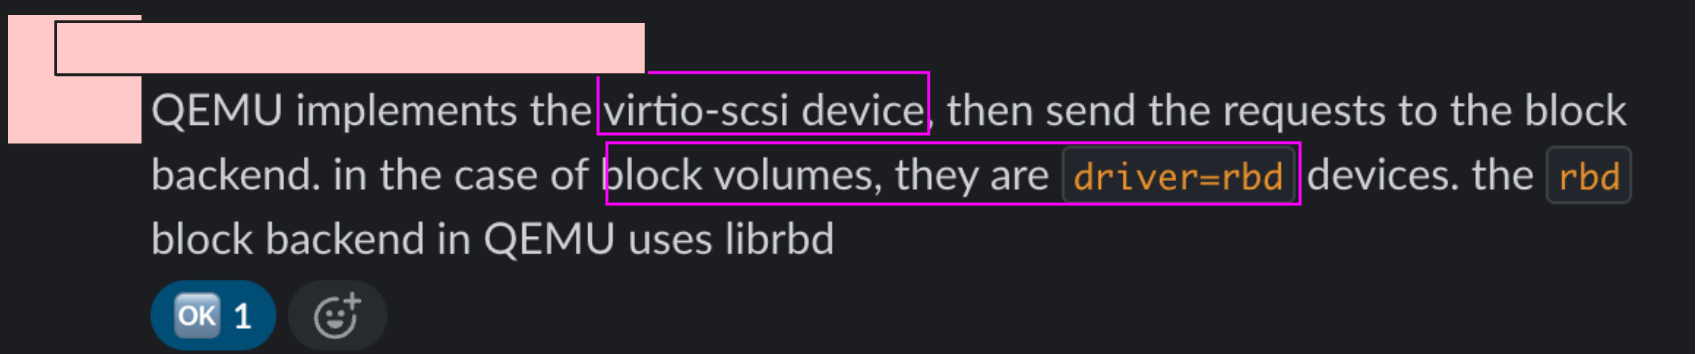 QEMU implements the virtio-scsi device, then send the requests to the block
backend. in the case of block volumes, they are driver=rbd devices. the rbd
block backend in QEMU uses librbd
OK 1